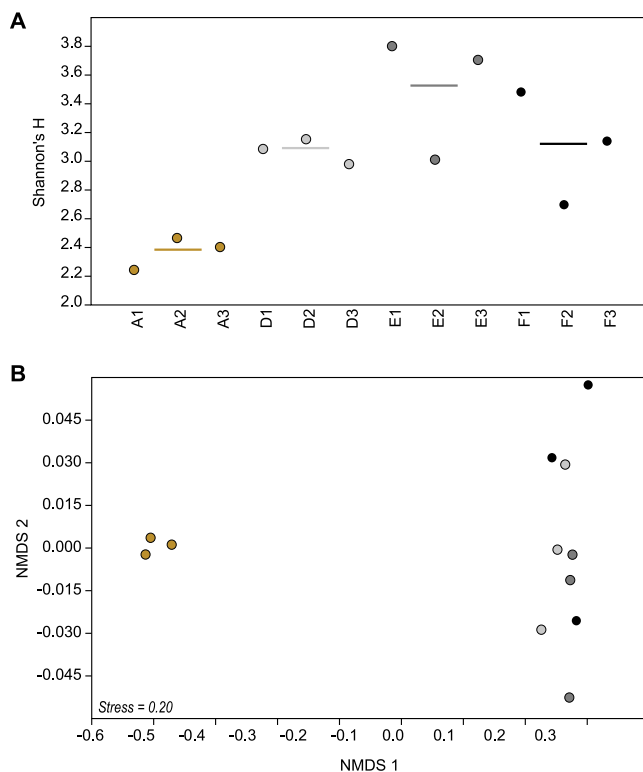 A
3.8
3.6
3.4
3.2
3.0
2.8
2.6
2.4
2.2
2.0
Shannon's H
A1 A2 A3 D1 D2 D3 E1 E2 E3 F1 F2 F3
B
0.045
0.030
0.015
0.000
-0.015
-0.030
-0.045
NMDS 2
Stress = 0.20
-0.6 -0.5 -0.4 -0.3 -0.2 -0.1 0.0 0.2 0.3
NMDS 1